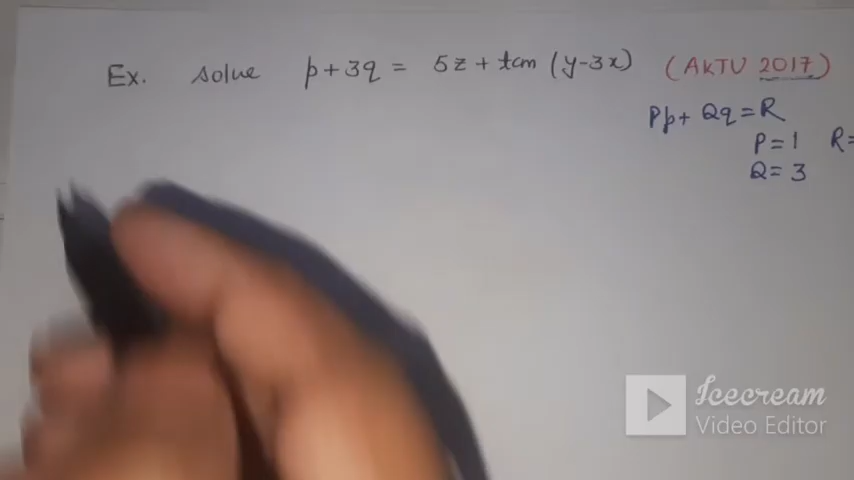 Ex. solve p+3q = 5z + tan (y-3x) (AKTU 2017)
Pp+ Qq = R
P = 1 R=
Q = 3
Icecream
Video Editor